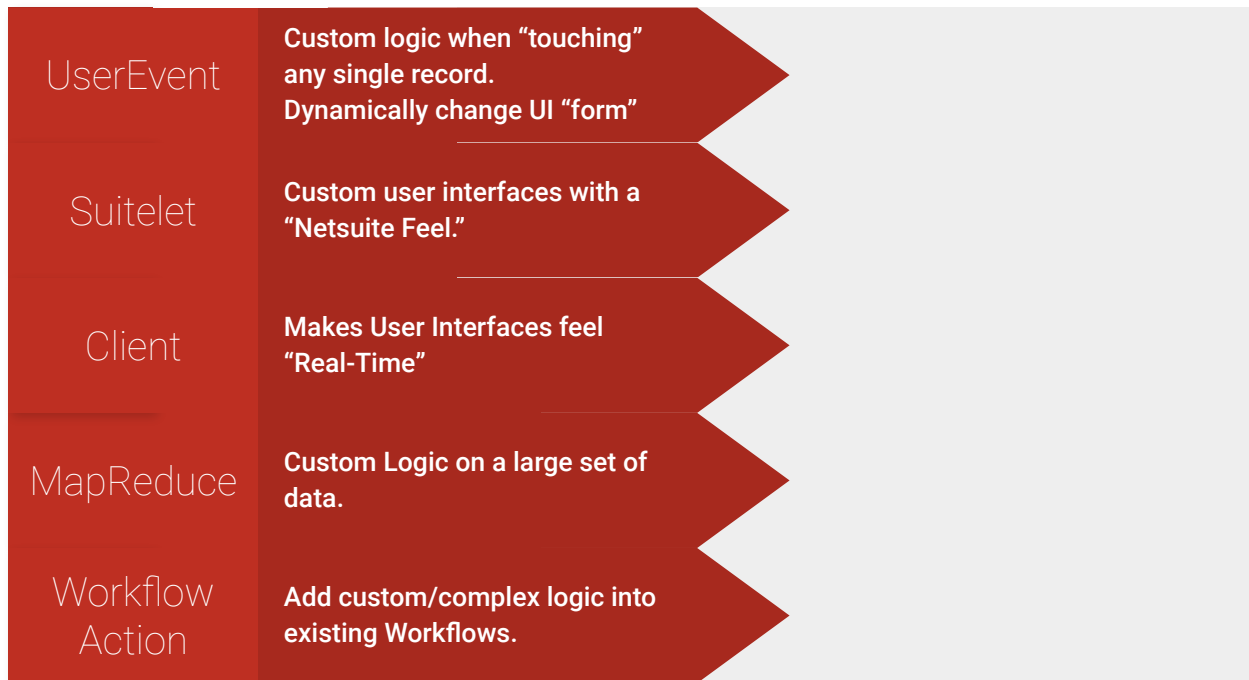 UserEvent
Custom logic when “touching”
any single record.
Dynamically change UI “form”
Suitelet
Custom user interfaces with a
“Netsuite Feel.”
Client
Makes User Interfaces feel
“Real-Time”
MapReduce
Custom Logic on a large set of
data.
Workflow
Action
Add custom/complex logic into
existing Workflows.